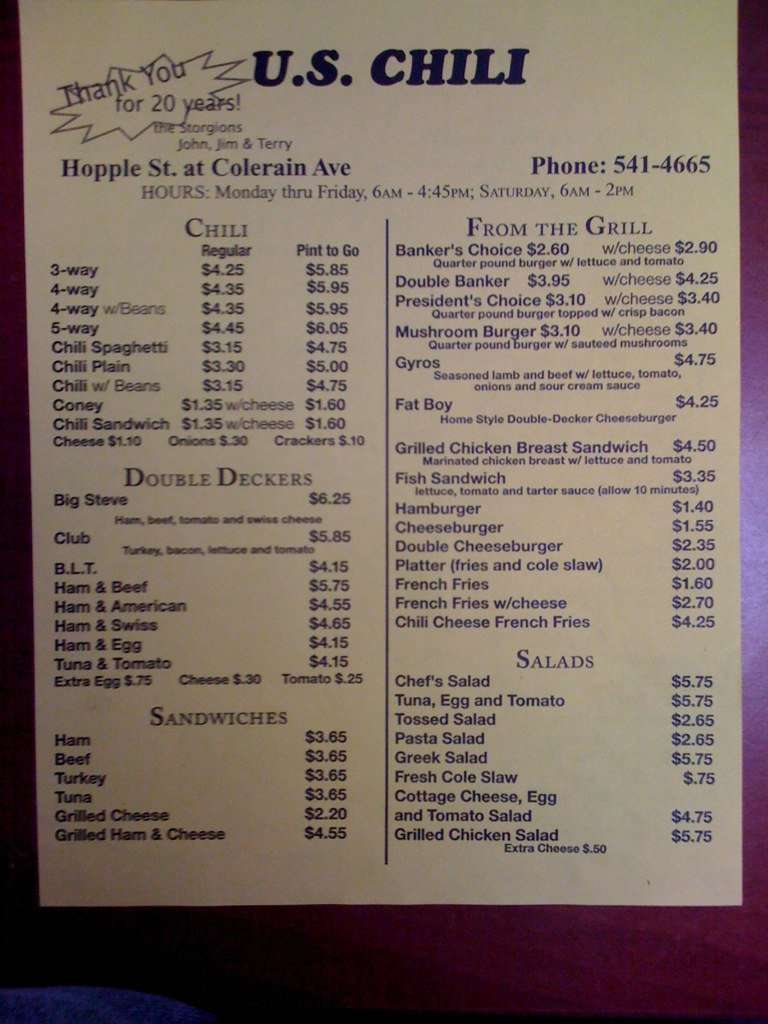 U.S. CHILI
Thank You
for 20 years!
the Storgions
John, Jim & Terry
Hopple St. at Colerain Ave
Phone: 541-4665
HOURS: Monday thru Friday, 6AM - 4:45PM; SATURDAY, 6AM - 2PM
CHILI
Regular Pint to Go
3-way $4.25 $5.85
4-way $4.35 $5.95
4-way w/Beans $4.35 $5.95
5-way $4.45 $6.05
Chili Spaghetti $3.15 $4.75
Chili Plain $3.30 $5.00
Chili w/ Beans $3.15 $4.75
Coney $1.35 w/cheese $1.60
Chili Sandwich $1.35 w/cheese $1.60
Cheese $1.10 Onions $.30 Crackers $.10
DOUBLE DECKERS
Big Steve $6.25
Ham, beef, tomato and swiss cheese
Club $5.85
Turkey, bacon, lettuce and tomato
B.L.T. $4.15
Ham & Beef $5.75
Ham & American $4.55
Ham & Swiss $4.65
Ham & Egg $4.15
Tuna & Tomato $4.15
Extra Egg $.75 Cheese $.30 Tomato $.25
SANDWICHES
Ham $3.65
Beef $3.65
Turkey $3.65
Tuna $3.65
Grilled Cheese $2.20
Grilled Ham & Cheese $4.55
FROM THE GRILL
Banker's Choice $2.60 w/cheese $2.90
Quarter pound burger w/ lettuce and tomato
Double Banker $3.95 w/cheese $4.25
President's Choice $3.10 w/cheese $3.40
Quarter pound burger topped w/ crisp bacon
Mushroom Burger $3.10 w/cheese $3.40
Quarter pound burger w/ sauteed mushrooms
Gyros $4.75
Seasoned lamb and beef w/ lettuce, tomato,
onions and sour cream sauce
Fat Boy $4.25
Home Style Double-Decker Cheeseburger
Grilled Chicken Breast Sandwich $4.50
Marinated chicken breast w/ lettuce and tomato
Fish Sandwich $3.35
lettuce, tomato and tarter sauce (allow 10 minutes)
Hamburger $1.40
Cheeseburger $1.55
Double Cheeseburger $2.35
Platter (fries and cole slaw) $2.00
French Fries $1.60
French Fries w/cheese $2.70
Chili Cheese French Fries $4.25
SALADS
Chef's Salad $5.75
Tuna, Egg and Tomato $5.75
Tossed Salad $2.65
Pasta Salad $2.65
Greek Salad $5.75
Fresh Cole Slaw $.75
Cottage Cheese, Egg
and Tomato Salad $4.75
Grilled Chicken Salad $5.75
Extra Cheese $.50